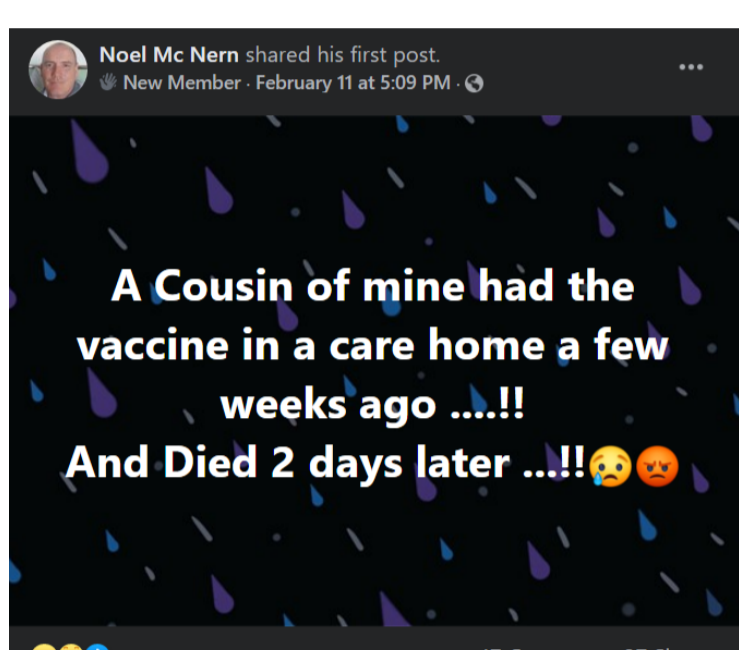 Noel Mc Nern shared his first post.
New Member · February 11 at 5:09 PM ·
A Cousin of mine had the
vaccine in a care home a few
weeks ago ....!!
And Died 2 days later ...!!😥😡